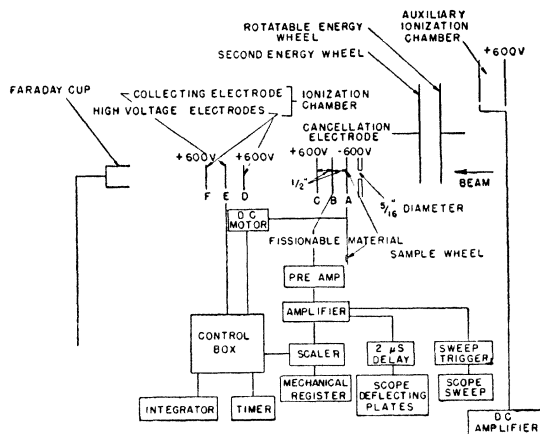 AUXILIARY
IONIZATION
CHAMBER
ROTATABLE ENERGY
WHEEL
SECOND ENERGY WHEEL
+600V
FARADAY CUP
COLLECTING ELECTRODE
HIGH VOLTAGE ELECTRODES
IONIZATION
CHAMBER
CANCELLATION
ELECTRODE
+600V
+600V
+600V
-600V
1/2"
BEAM
F E D
C B A
5/16" DIAMETER
DC
MOTOR
FISSIONABLE MATERIAL
SAMPLE WHEEL
PRE AMP
AMPLIFIER
CONTROL
BOX
SCALER
2 µS
DELAY
SWEEP
TRIGGER
MECHANICAL
REGISTER
SCOPE
DEFLECTING
PLATES
SCOPE
SWEEP
INTEGRATOR
TIMER
DC
AMPLIFIER